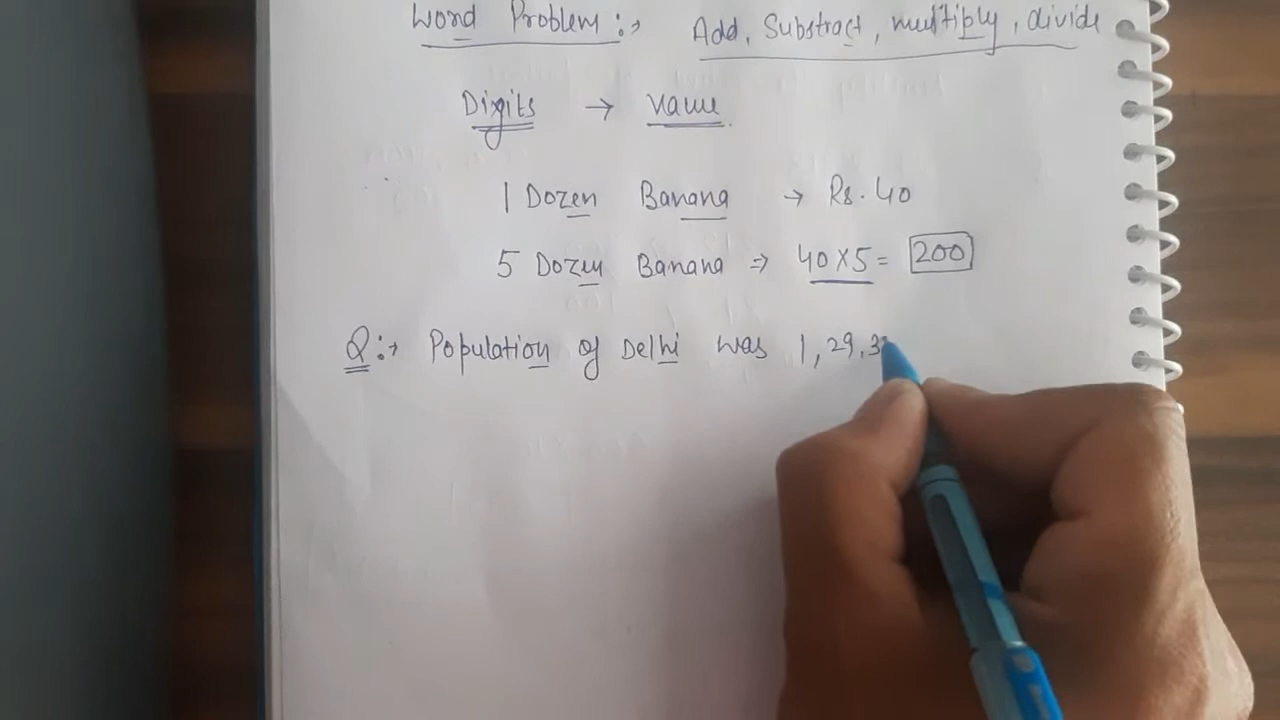 Word Problem :→ Add, Substract, multiply, divide
Digits → Value.
1 Dozen Banana → Rs. 40
5 Dozen Banana ⇒ 40 × 5 = 200
Q :→ Population of Delhi was 1, 29, 3